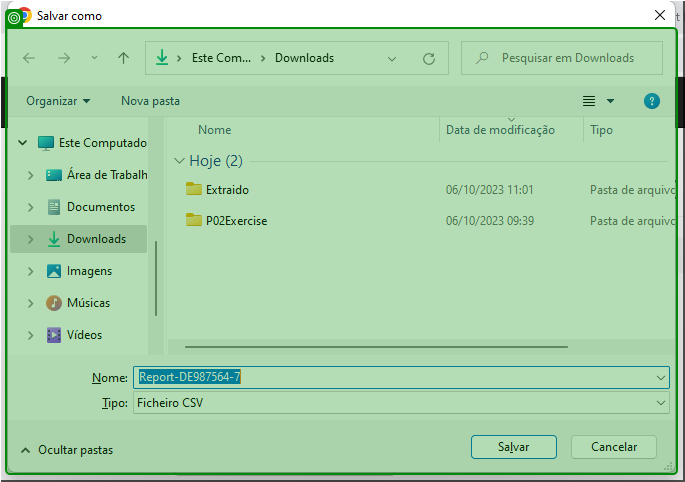 Salvar como
Este Com... Downloads
Pesquisar em Downloads
Organizar
Nova pasta
?
Nome
Data de modificação
Tipo
Este Computado
Hoje (2)
Área de Trabalh
Extraido
06/10/2023 11:01
Pasta de arquivo
Documentos
P02Exercise
06/10/2023 09:39
Pasta de arquivo
Downloads
Imagens
Músicas
Vídeos
Nome: Report-DE987564-7
Tipo: Ficheiro CSV
Ocultar pastas
Salvar
Cancelar